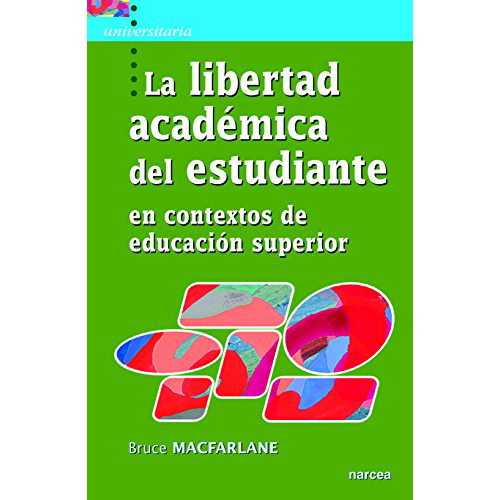 universitaria
La libertad
académica
del estudiante
en contextos de
educación superior
Bruce MACFARLANE
narcea